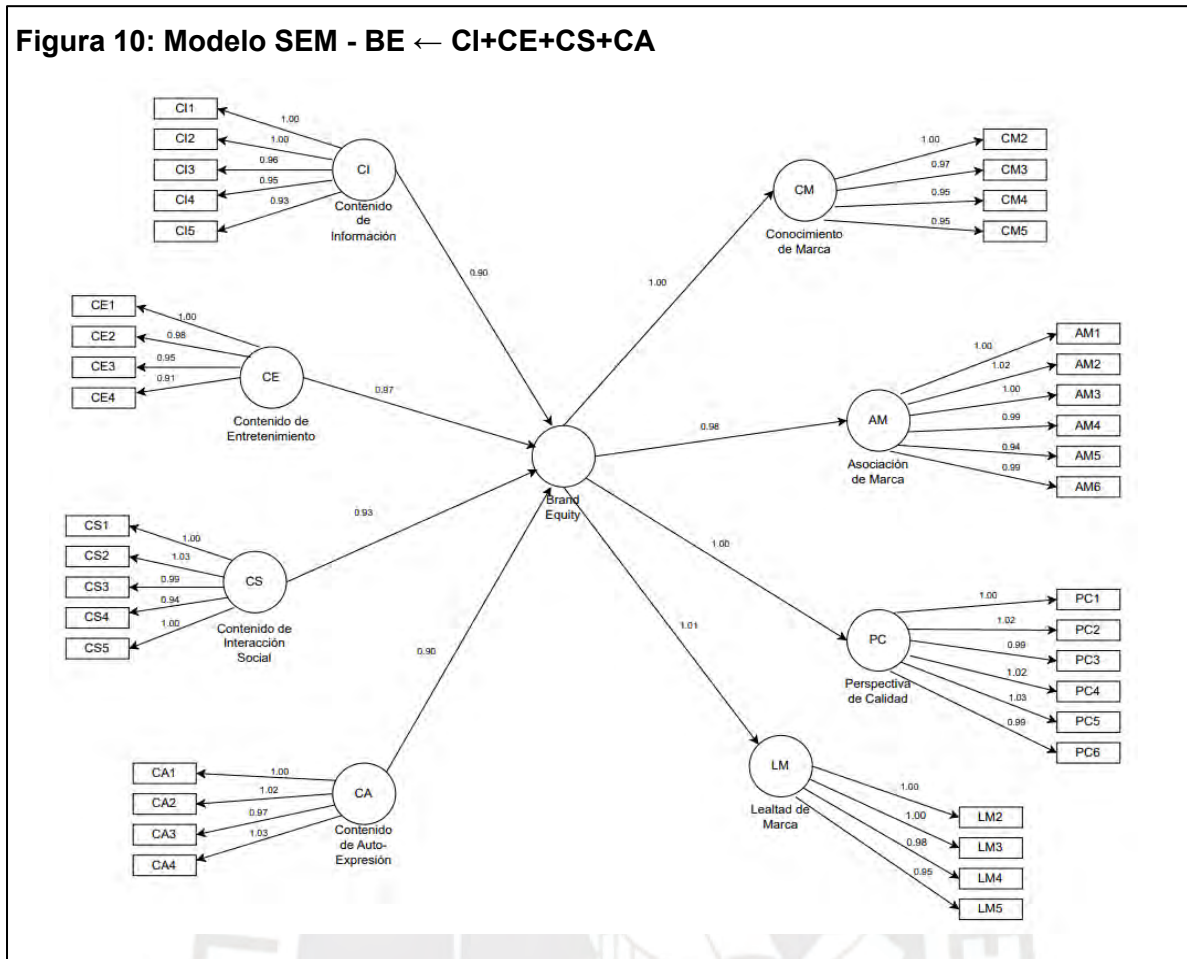 Figura 10: Modelo SEM - BE ← CI+CE+CS+CA
CI1
CI2
CI3
CI4
CI5
1.00
1.00
0.96
0.95
0.93
CI
Contenido
de
Información
0.90
CE1
CE2
CE3
CE4
1.00
0.98
0.95
0.91
CE
Contenido de
Entretenimiento
0.97
CS1
CS2
CS3
CS4
CS5
1.00
1.03
0.99
0.94
1.00
CS
Contenido de
Interacción
Social
0.93
CA1
CA2
CA3
CA4
1.00
1.02
0.97
1.03
CA
Contenido
de Auto-
Expresión
0.90
Brand
Equity
1.00
CM
Conocimiento
de Marca
1.00
0.97
0.95
0.95
CM2
CM3
CM4
CM5
0.98
AM
Asociación
de Marca
1.00
1.02
1.00
0.99
0.94
0.99
AM1
AM2
AM3
AM4
AM5
AM6
1.00
PC
Perspectiva
de Calidad
1.00
1.02
0.99
1.02
1.03
0.99
PC1
PC2
PC3
PC4
PC5
PC6
1.01
LM
Lealtad de
Marca
1.00
1.00
0.98
0.95
LM2
LM3
LM4
LM5